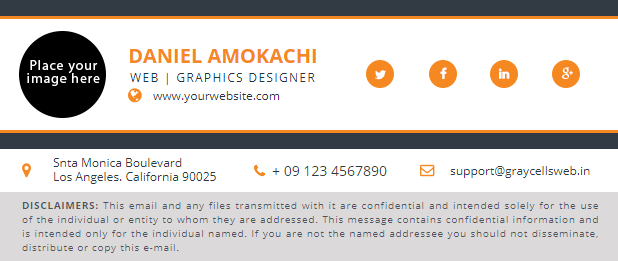 Place your
image here
DANIEL AMOKACHI
WEB | GRAPHICS DESIGNER
www.yourwebsite.com
f
in
g+
Snta Monica Boulevard
Los Angeles. California 90025
+ 09 123 4567890
support@graycellsweb.in
DISCLAIMERS: This email and any files transmitted with it are confidential and intended solely for the use
of the individual or entity to whom they are addressed. This message contains confidential information and
is intended only for the individual named. If you are not the named addressee you should not disseminate,
distribute or copy this e-mail.